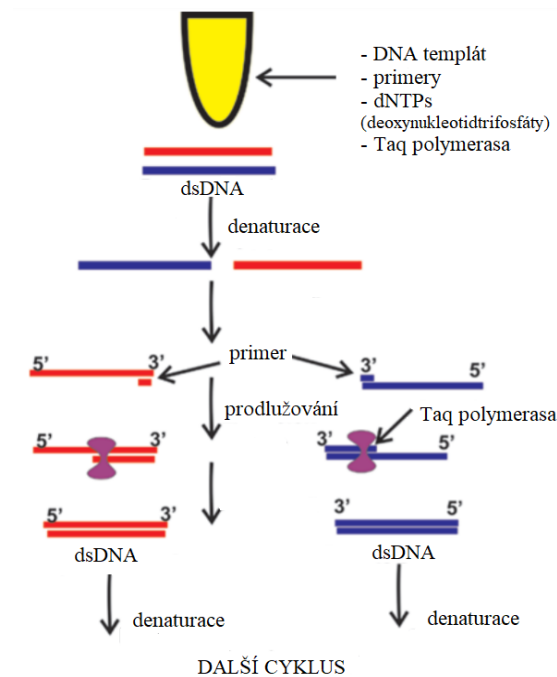 - DNA templát
- primery
- dNTPs
(deoxynukleotidtrifosfáty)
- Taq polymerasa
dsDNA
denaturace
5’ 3’ primer 3’ 5’
prodlužování
Taq polymerasa
5’ 3’ 3’ 5’
5’ 3’ 3’ 5’
dsDNA dsDNA
denaturace denaturace
DALŠÍ CYKLUS